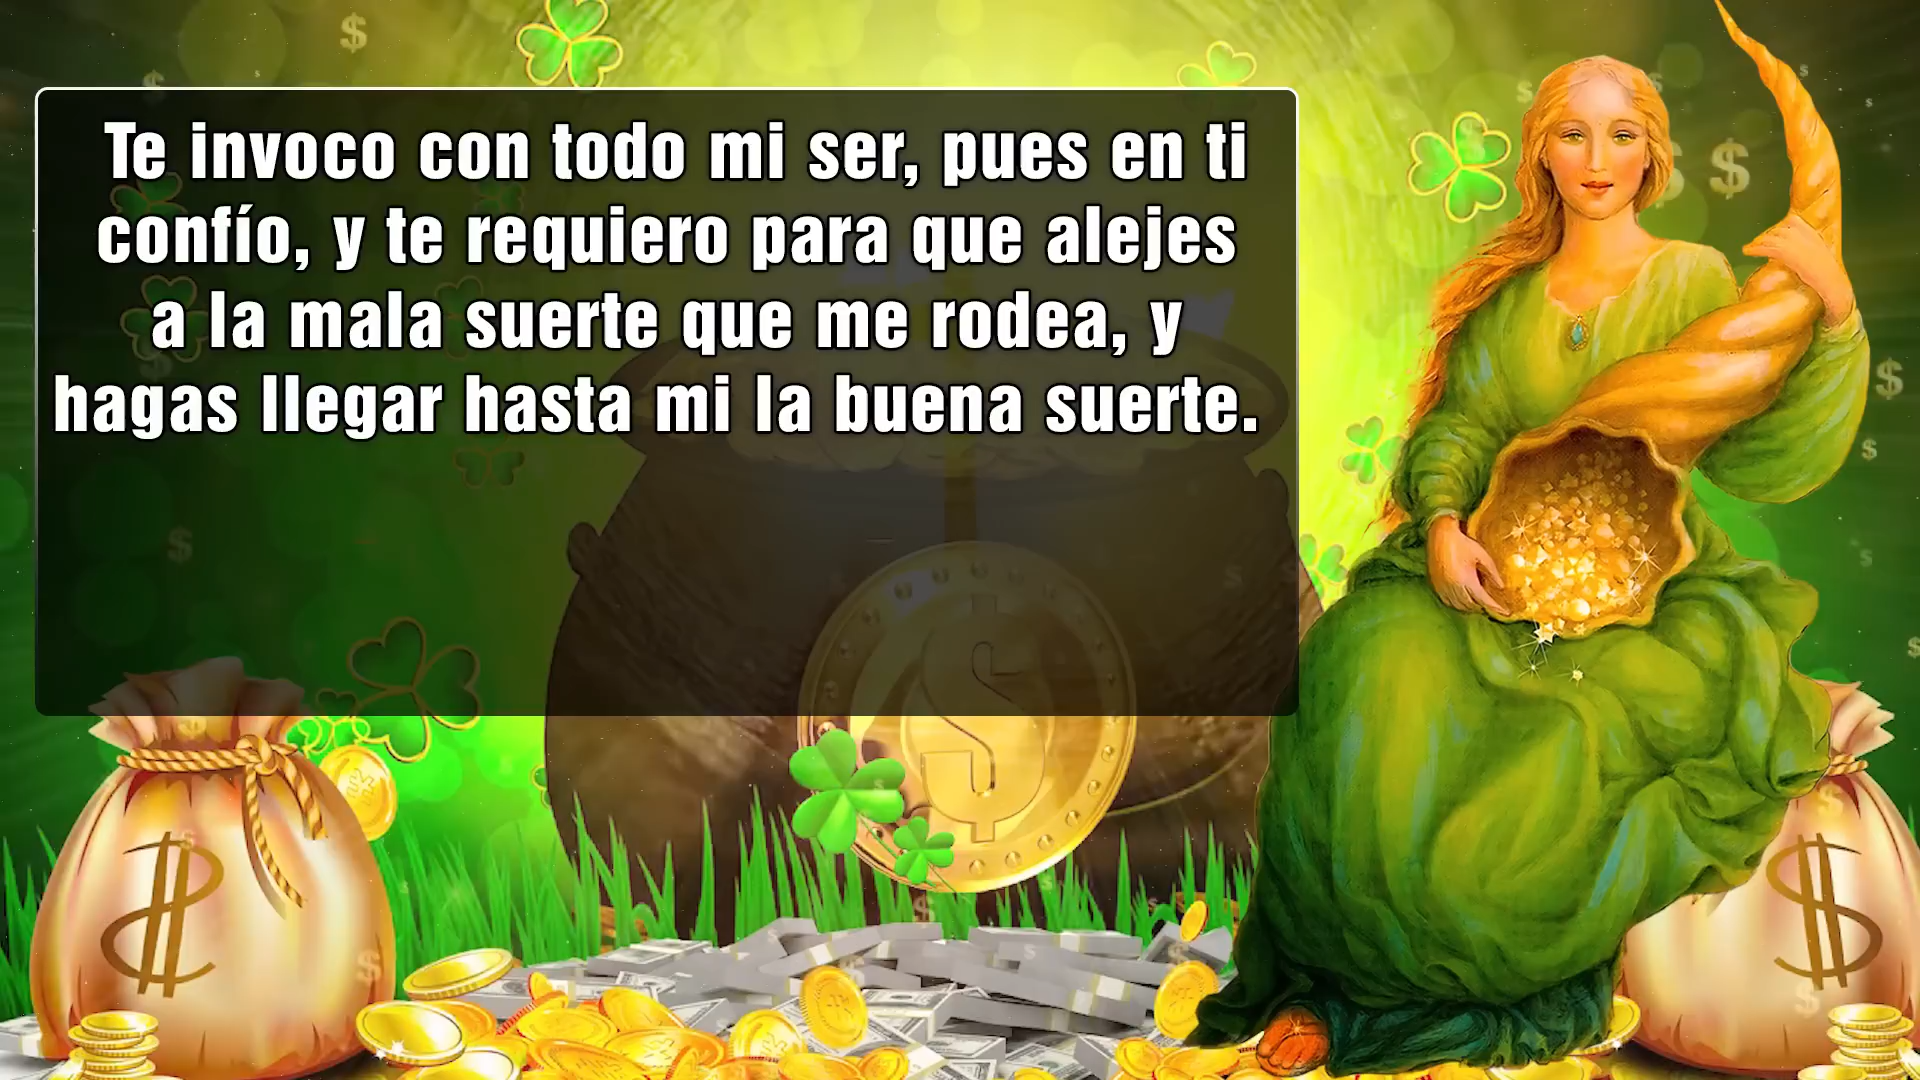 Te invoco con todo mi ser, pues en ti
confío, y te requiero para que alejes
a la mala suerte que me rodea, y
hagas llegar hasta mi la buena suerte.